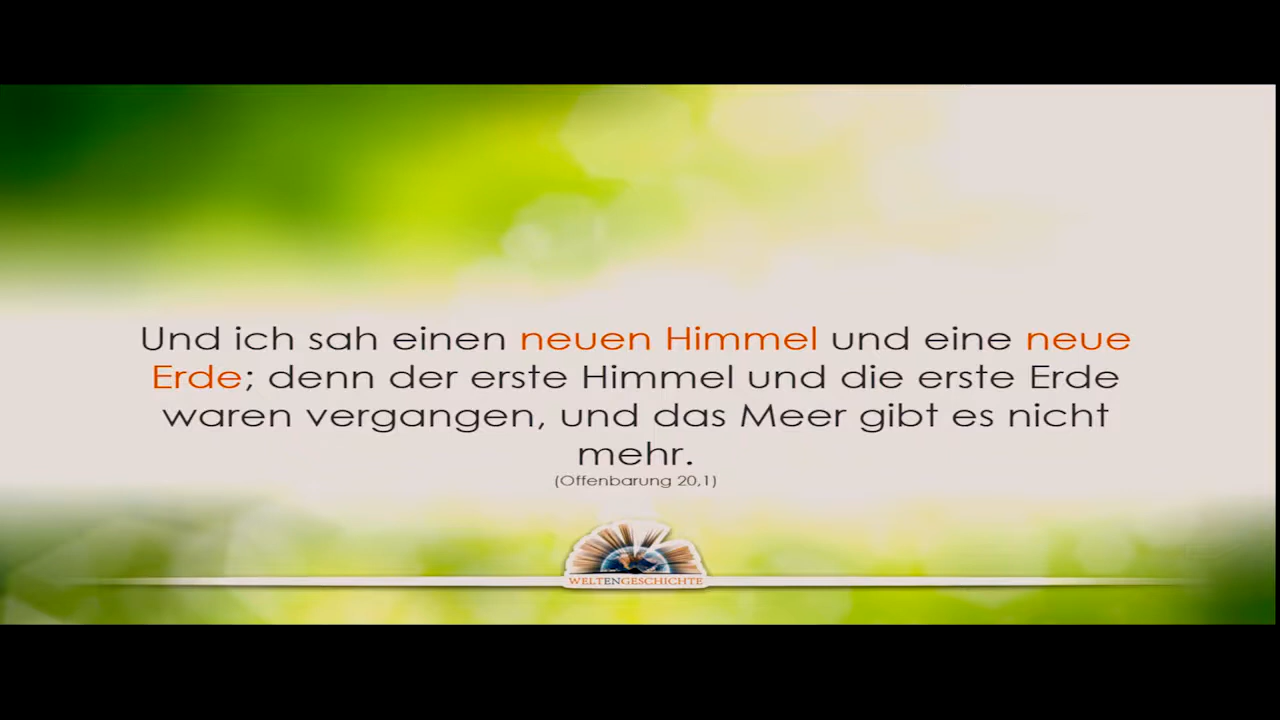 Und ich sah einen neuen Himmel und eine neue
Erde; denn der erste Himmel und die erste Erde
waren vergangen, und das Meer gibt es nicht
mehr.
(Offenbarung 20,1)
WELTENGESCHICHTE